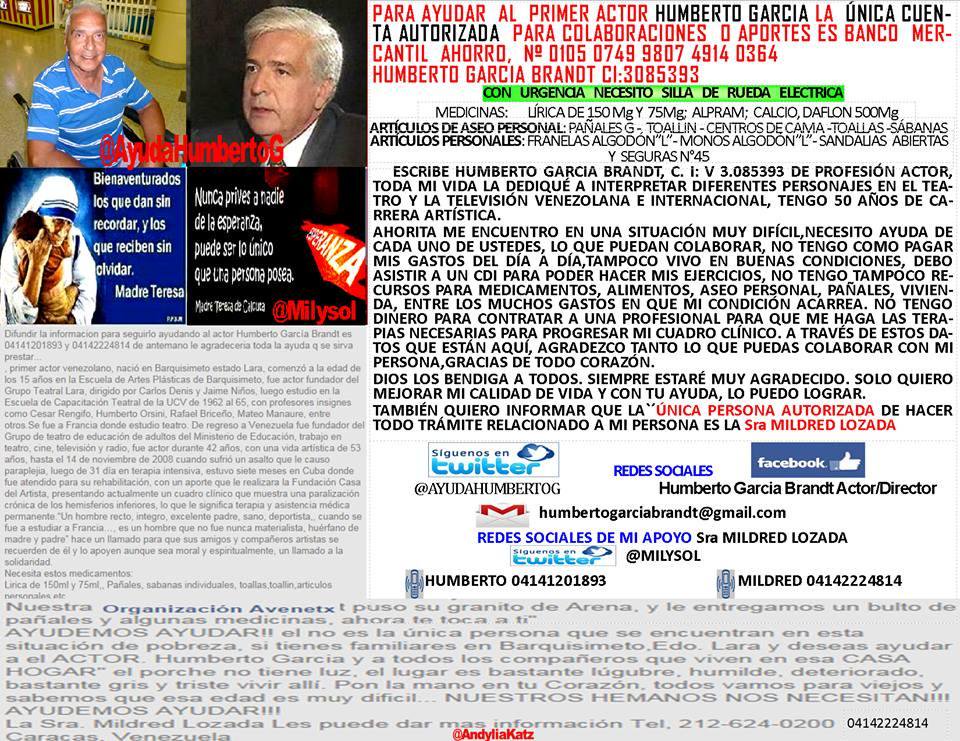 PARA AYUDAR AL PRIMER ACTOR HUMBERTO GARCIA LA ÚNICA CUEN-
TA AUTORIZADA PARA COLABORACIONES O APORTES ES BANCO MER-
CANTIL AHORRO, Nº 0105 0749 9807 4914 0364
HUMBERTO GARCIA BRANDT CI:3085393
CON URGENCIA NECESITO SILLA DE RUEDA ELECTRICA
MEDICINAS: LÍRICA DE 150 Mg Y 75Mg; ALPRAM; CALCIO, DAFLON 500Mg
ARTÍCULOS DE ASEO PERSONAL: PAÑALES G -, TOALLIN - CENTROS DE CAMA -TOALLAS -SÁBANAS
ARTÍCULOS PERSONALES: FRANELAS ALGODÓN"L"- MONOS ALGODÓN"L"- SANDALIAS ABIERTAS
Y SEGURAS N°45
ESCRIBE HUMBERTO GARCIA BRANDT, C. I: V 3.085393 DE PROFESIÓN ACTOR,
TODA MI VIDA LA DEDIQUÉ A INTERPRETAR DIFERENTES PERSONAJES EN EL TEA-
TRO Y LA TELEVISIÓN VENEZOLANA E INTERNACIONAL, TENGO 50 AÑOS DE CA-
RRERA ARTÍSTICA.
AHORITA ME ENCUENTRO EN UNA SITUACIÓN MUY DIFÍCIL,NECESITO AYUDA DE
CADA UNO DE USTEDES, LO QUE PUEDAN COLABORAR, NO TENGO COMO PAGAR
MIS GASTOS DEL DÍA A DÍA,TAMPOCO VIVO EN BUENAS CONDICIONES, DEBO
ASISTIR A UN CDI PARA PODER HACER MIS EJERCICIOS, NO TENGO TAMPOCO RE-
CURSOS PARA MEDICAMENTOS, ALIMENTOS, ASEO PERSONAL, PAÑALES, VIVIEN-
DA, ENTRE LOS MUCHOS GASTOS EN QUE MI CONDICIÓN ACARREA. NO TENGO
DINERO PARA CONTRATAR A UNA PROFESIONAL PARA QUE ME HAGA LAS TERA-
PIAS NECESARIAS PARA PROGRESAR MI CUADRO CLÍNICO. A TRAVÉS DE ESTOS DA-
TOS QUE ESTÁN AQUÍ, AGRADEZCO TANTO LO QUE PUEDAS COLABORAR CON MI
PERSONA,GRACIAS DE TODO CORAZÓN.
DIOS LOS BENDIGA A TODOS. SIEMPRE ESTARÉ MUY AGRADECIDO. SOLO QUIERO
MEJORAR MI CALIDAD DE VIDA Y CON TU AYUDA, LO PUEDO LOGRAR.
TAMBIÉN QUIERO INFORMAR QUE LA``ÚNICA PERSONA AUTORIZADA DE HACER
TODO TRÁMITE RELACIONADO A MI PERSONA ES LA Sra MILDRED LOZADA
Síguenos en
twitter
@AYUDAHUMBERTOG
REDES SOCIALES
facebook.
Humberto Garcia Brandt Actor/Director
Gmail
humbertogarciabrandt@gmail.com
REDES SOCIALES DE MI APOYO Sra MILDRED LOZADA
Síguenos en
twitter
@MILYSOL
HUMBERTO 04141201893
MILDRED 04142224814
@AyudaHumbertoG
Bienaventurados
los que dan sin
recordar, y los
que reciben sin
olvidar.
Madre Teresa
Nunca prives a nadie
de la esperanza,
puede ser lo único
que una persona posea.
Madre Teresa de Calcuta
ESPERANZA
@Milysol
Difundir la informacion para seguirlo ayudando al actor Humberto García Brandt es
04141201893 y 04142224814 de antemano le agradeceria toda la ayuda q se sirva
prestar...
, primer actor venezolano, nació en Barquisimeto estado Lara, comenzó a la edad de
los 15 años en la Escuela de Artes Plásticas de Barquisimeto, fue actor fundador del
Grupo Teatral Lara, dirigido por Carlos Denis y Jaime Niños, luego estudio en la
Escuela de Capacitación Teatral de la UCV de 1962 al 65, con profesores insignes
como Cesar Rengifo, Humberto Orsini, Rafael Briceño, Mateo Manaure, entre
otros.Se fue a Francia donde estudio teatro. De regreso a Venezuela fue fundador del
Grupo de teatro de educación de adultos del Ministerio de Educación, trabajo en
teatro, cine, televisión y radio, fue actor durante 42 años, con una vida artística de 53
años, hasta el 14 de noviembre de 2008 cuando sufrió un asalto que le causo
paraplejia, luego de 31 día en terapia intensiva, estuvo siete meses en Cuba donde
fue atendido para su rehabilitación, con un aporte que le realizara la Fundación Casa
del Artista, presentando actualmente un cuadro clínico que muestra una paralización
crónica de los hemisferios inferiores, lo que le significa terapia y asistencia médica
permanente."Un hombre recto, integro, excelente padre, sano, deportista,, cuando se
fue a estudiar a Francia…, es un hombre que no fue nunca materialista, huérfano de
madre y padre" hace un llamado para que sus amigos y compañeros artistas se
recuerden de él y lo apoyen aunque sea moral y espiritualmente, un llamado a la
solidaridad.
Necesita estos medicamentos:
Lirica de 150ml y 75ml,, Pañales, sabanas individuales, toallas,toallin,articulos
personales etc
Nuestra Organización Avenetx t puso su granito de Arena, y le entregamos un bulto de
pañales y algunas medicinas, ahora te toca a ti"
AYUDEMOS AYUDAR!! el no es la única persona que se encuentran en esta
situación de pobreza, si tienes familiares en Barquisimeto,Edo. Lara y deseas ayudar
a el ACTOR. Humberto Garcia y a todos los compañeros que viven en esa CASA
HOGAR" el porche no tiene luz, el lugar es bastante lúgubre, humilde, deteriorado,
bastante gris y triste vivir allí. Pon la mano en tu Corazón, todos vamos para viejos y
sabemos que esa edad es muy dificil... NUESTROS HEMANOS NOS NECESITAN!!!
AYUDEMOS AYUDAR!!!
La Sra. Mildred Lozada Les puede dar mas información Tel, 212-624-0200 04142224814
Caracas, Venezuela
@AndyliaKatz